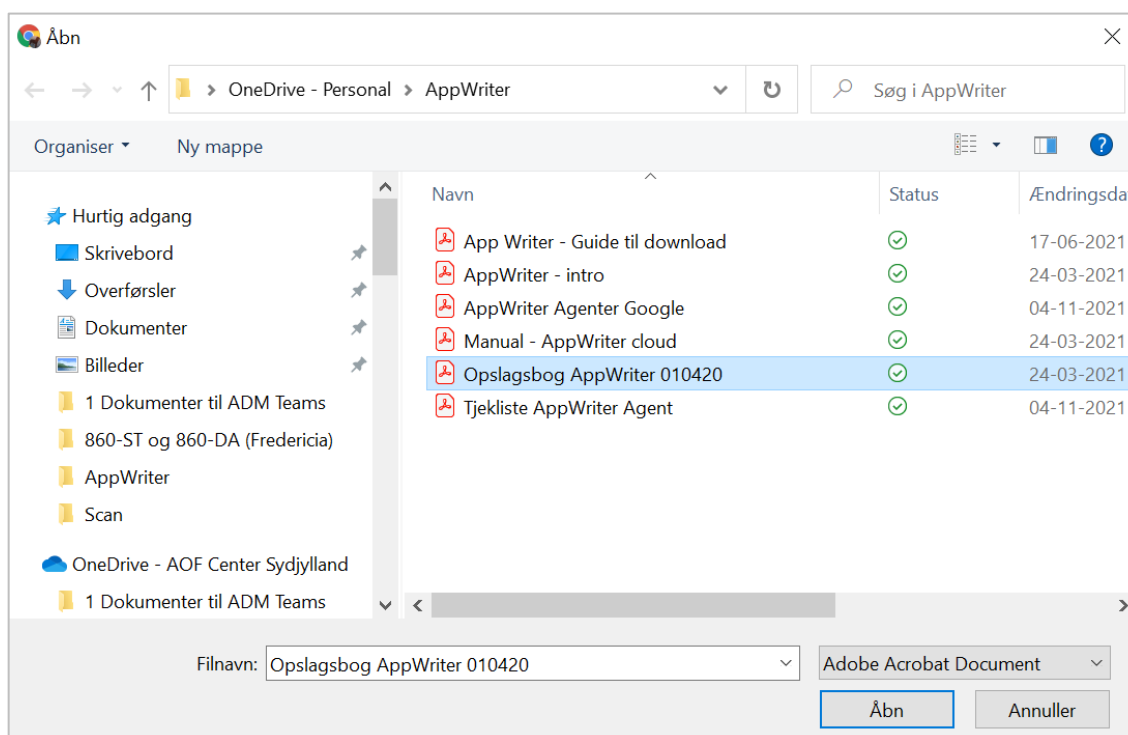 Åbn
OneDrive - Personal > AppWriter
Søg i AppWriter
Organiser
Ny mappe
?
Hurtig adgang
Skrivebord
Overførsler
Dokumenter
Billeder
1 Dokumenter til ADM Teams
860-ST og 860-DA (Fredericia)
AppWriter
Scan
OneDrive - AOF Center Sydjylland
1 Dokumenter til ADM Teams
Navn Status Ændringsda
App Writer - Guide til download 17-06-2021
AppWriter - intro 24-03-2021
AppWriter Agenter Google 04-11-2021
Manual - AppWriter cloud 24-03-2021
Opslagsbog AppWriter 010420 24-03-2021
Tjekliste AppWriter Agent 04-11-2021
Filnavn: Opslagsbog AppWriter 010420
Adobe Acrobat Document
Åbn
Annuller